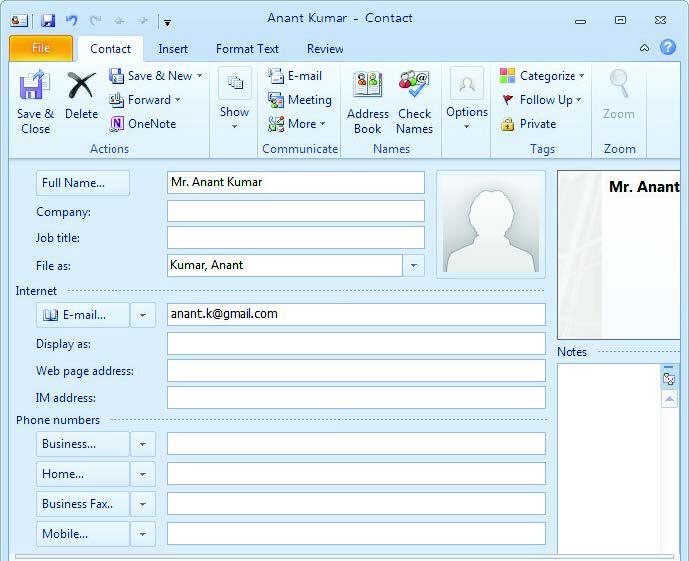 Anant Kumar - Contact
File Contact Insert Format Text Review
Save & Close
Delete
Save & New
Forward
OneNote
Actions
Show
E-mail
Meeting
More
Communicate
Address Book
Check Names
Names
Options
Categorize
Follow Up
Private
Tags
Zoom
Zoom
Full Name... Mr. Anant Kumar
Company:
Job title:
File as: Kumar, Anant
Mr. Anant
Internet
E-mail... anant.k@gmail.com
Display as:
Web page address:
IM address:
Notes
Phone numbers
Business...
Home...
Business Fax..
Mobile...